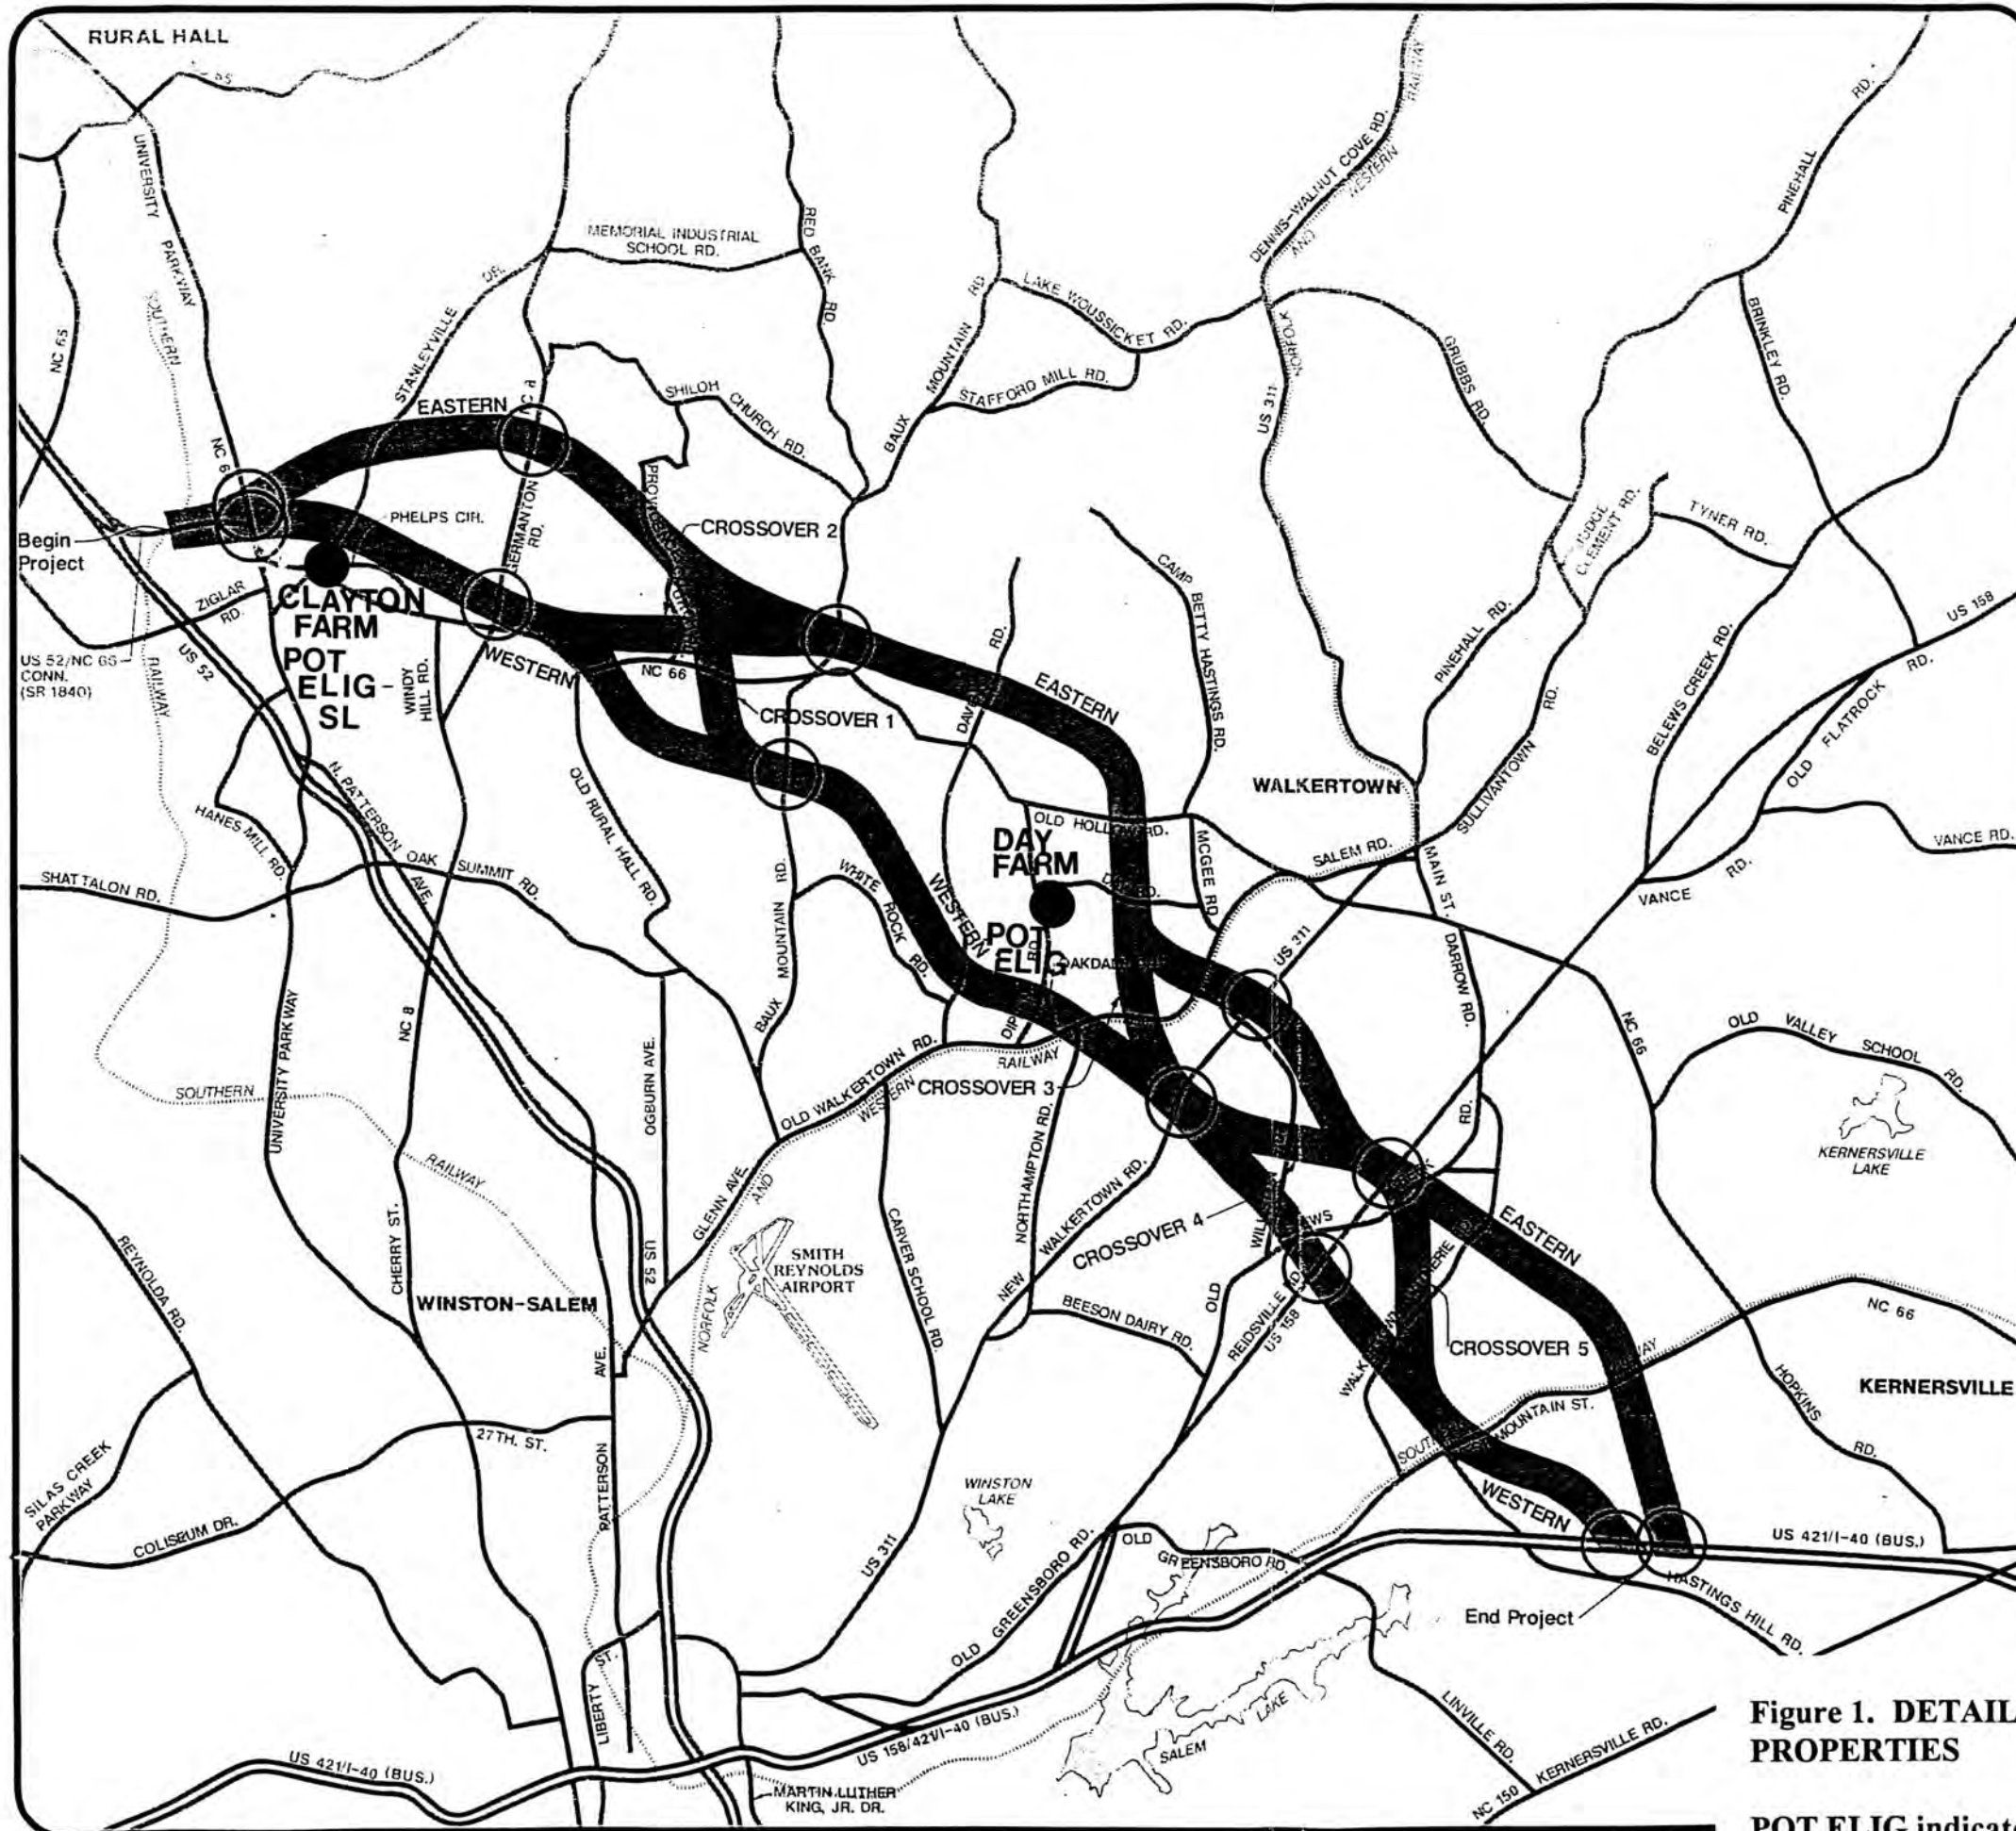 RURAL HALL
UNIVERSITY
PARKWAY
SOUTHERN
NC 65
MEMORIAL INDUSTRIAL
SCHOOL RD.
RED BANK
RD.
STANLEYVILLE
DR.
EASTERN
SHILOH
CHURCH RD.
BAUX
MOUNTAIN
RD
LAKE WOUSSICKET RD.
STAFFORD MILL RD.
DENNIS-WALNUT COVE RD.
RAILWAY
AND
WESTERN
NORFOLK
US 311
GRUBBS RD.
PINEHALL
RD.
BRINKLEY RD.
TYNER RD.
CLEMENT RD.
PINEHALL RD.
SULLIVANTOWN
RD.
BELEWS CREEK RD.
US 158
OLD
FLATROCK
RD.
VANCE RD.
VANCE
RD.
Begin
Project
PHELPS CIR.
GERMANTON
RD.
CROSSOVER 2
CLAYTON
FARM
POT
ELIG-
SL
ZIGLAR
RD.
US 52/NC 66
CONN.
(SR 1840)
RAILWAY
US 52
WINDY
HILL RD.
WESTERN
NC 66
CROSSOVER 1
EASTERN
CAMP
BETTY HASTINGS RD.
WALKERTOWN
HANES MILL RD.
N. PATTERSON
AVE.
OAK
SUMMIT RD.
SHATTALON RD.
OLD RURAL HALL RD.
BAUX
MOUNTAIN
RD.
WHITE
ROCK
RD.
WESTERN
DAY
FARM
POT
ELIG
OLD HOLLOW RD.
MCGEE RD.
SALEM RD.
MAIN ST.
DARROW RD.
US 311
NC 66
OLD
VALLEY
SCHOOL
RD.
KERNERSVILLE
LAKE
UNIVERSITY PARKWAY
NC 8
SOUTHERN
RAILWAY
OGBURN AVE.
OLD WALKERTOWN RD.
WESTERN
RAILWAY
CROSSOVER 3
GLENN AVE.
AND
NORFOLK
NORTHAMPTON RD.
NEW
WALKERTOWN RD.
CROSSOVER 4
CARVER SCHOOL RD.
SMITH
REYNOLDS
AIRPORT
REYNOLDA RD.
CHERRY ST.
WINSTON-SALEM
US 52
BEESON DAIRY RD.
OLD
REIDSVILLE
US 158
RD.
EASTERN
CROSSOVER 5
NC 66
KERNERSVILLE
HOPKINS
RD.
MOUNTAIN ST.
AVE.
PATTERSON
27TH. ST.
SILAS CREEK
PARKWAY
COLISEUM DR.
WINSTON
LAKE
US 311
OLD GREENSBORO RD.
OLD
GREENSBORO RD.
WESTERN
US 421/I-40 (BUS.)
HASTINGS HILL RD.
End Project
LIBERTY
ST.
US 421/I-40 (BUS.)
US 158/421/I-40 (BUS.)
SALEM
LAKE
LINVILLE RD.
NC 150
KERNERSVILLE RD.
MARTIN LUTHER
KING, JR. DR.
Figure 1. DETAIL
PROPERTIES
POT ELIG indicat